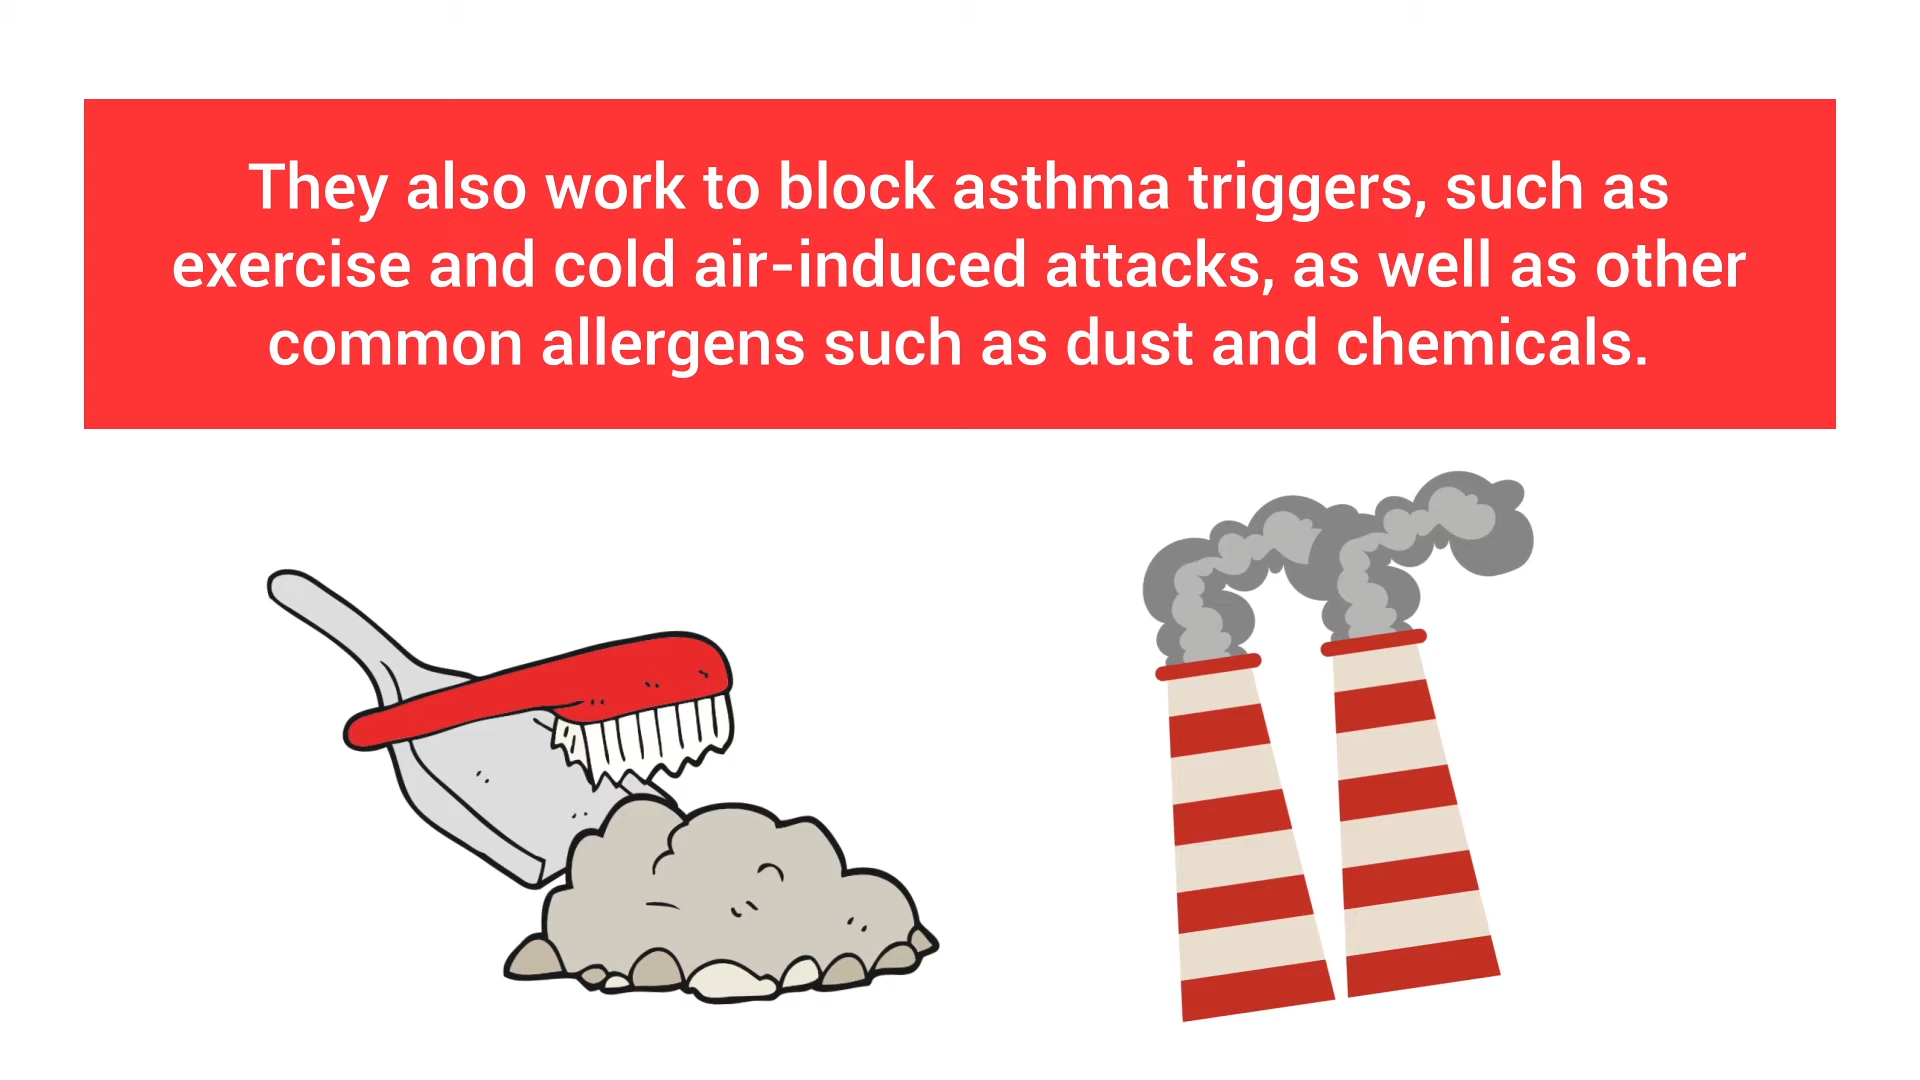 They also work to block asthma triggers, such as
exercise and cold air-induced attacks, as well as other
common allergens such as dust and chemicals.